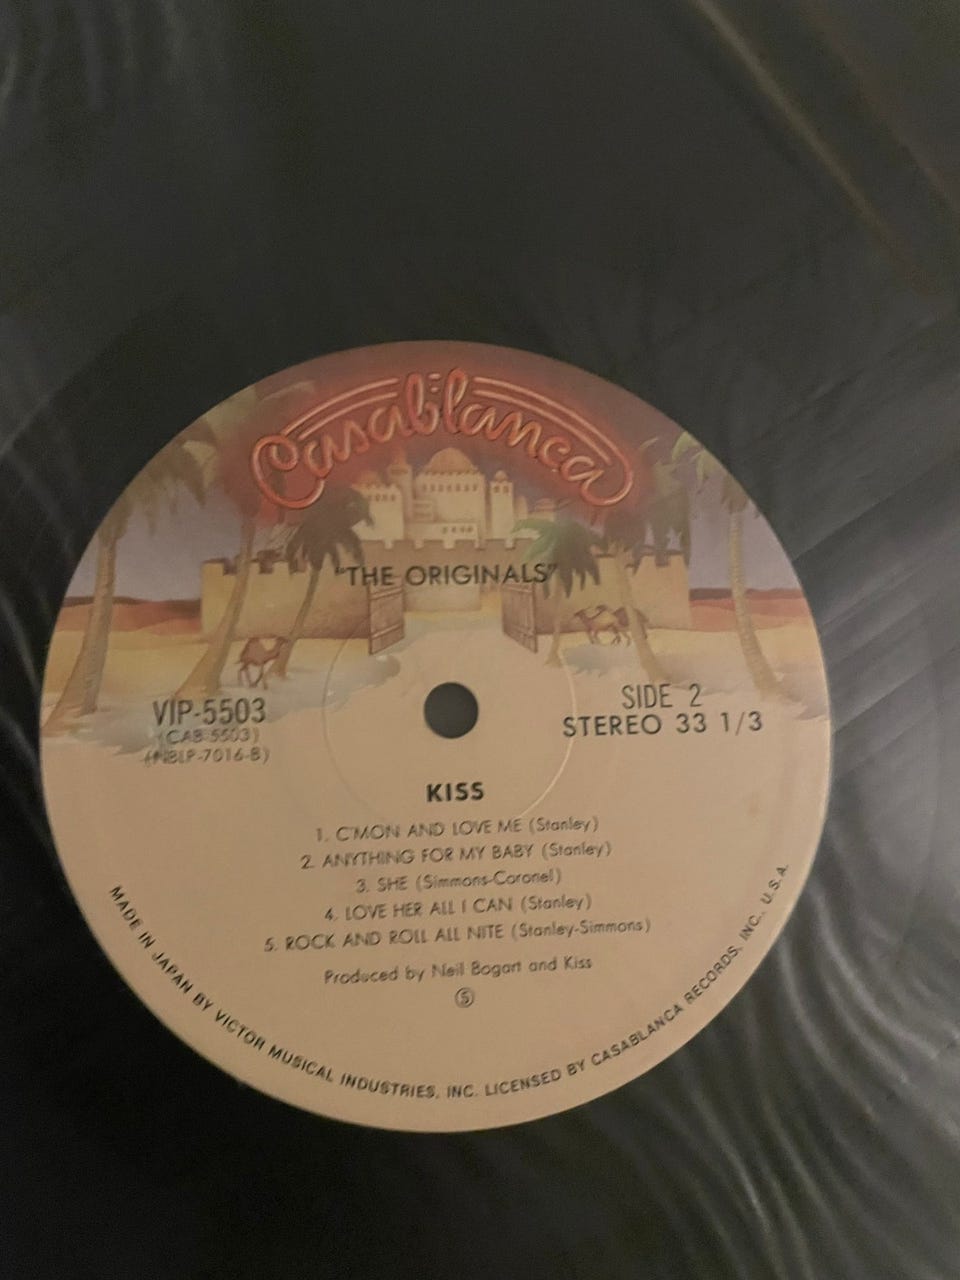 Casablanca
"THE ORIGINALS"
VIP-5503
(CAB 5503)
(NBLP-7016-B)
SIDE 2
STEREO 33 1/3
KISS
1. C'MON AND LOVE ME (Stanley)
2. ANYTHING FOR MY BABY (Stanley)
3. SHE (Simmons-Coronel)
4. LOVE HER ALL I CAN (Stanley)
5. ROCK AND ROLL ALL NITE (Stanley-Simmons)
Produced by Neil Bogart and Kiss
Ⓢ
MADE IN JAPAN BY VICTOR MUSICAL INDUSTRIES, INC. LICENSED BY CASABLANCA RECORDS, INC., U.S.A.